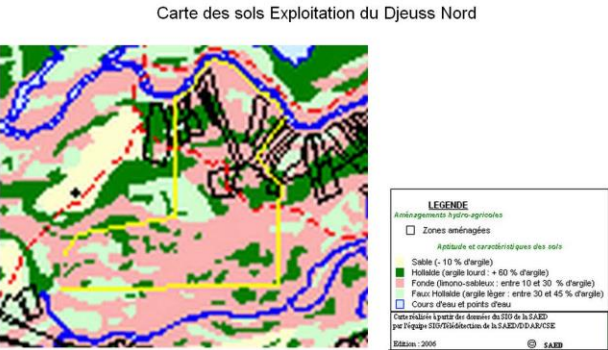 Carte des sols Exploitation du Djeuss Nord
LEGENDE
Aménagements hydro-agricoles
Zones aménagées
Aptitude et caractéristiques des sols
Sable (- 10 % d'argile)
Hollalde (argile lourd : + 60 % d'argile)
Fonde (limono-sableux : entre 10 et 30 % d'argile)
Faux Hollalde (argile léger : entre 30 et 45 % d'argile)
Cours d'eau et points d'eau
Carte réalisée à partir des données du SIG de la SAED
par l'équipe SIG/Télédétection de la SAED/DDAR/CSE
Edition : 2006 © SAED